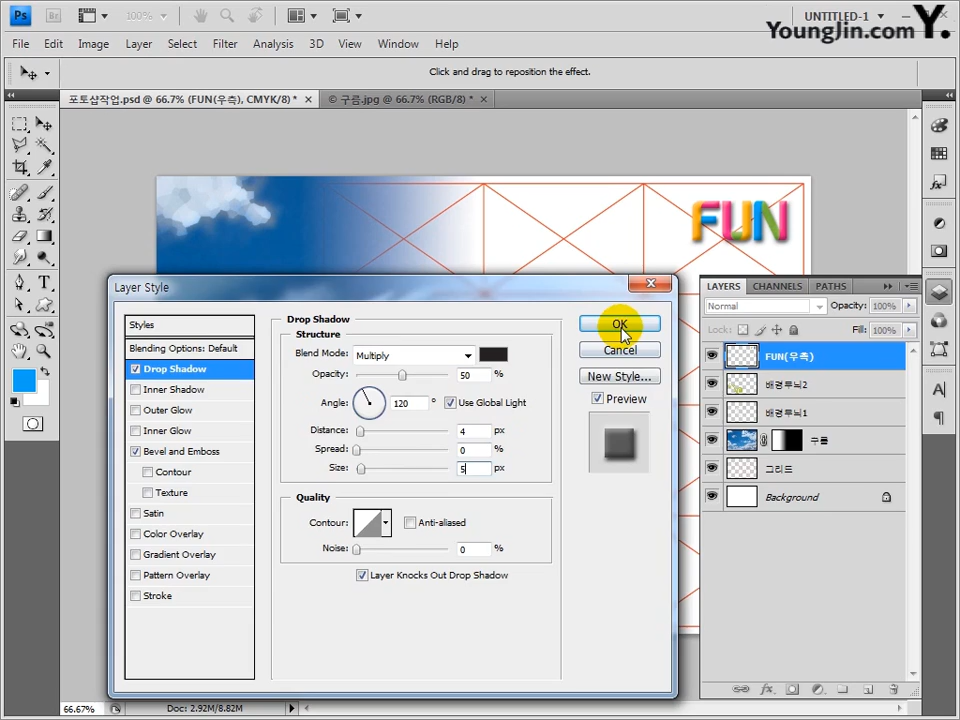 Ps
Br
100%
UNTITLED-1
YoungJin.com Y.
File Edit Image Layer Select Filter Analysis 3D View Window Help
Click and drag to reposition the effect.
포토샵작업.psd @ 66.7% (FUN(우측), CMYK/8) *
© 구름.jpg @ 66.7% (RGB/8) *
FUN
Layer Style
Styles
Blending Options: Default
Drop Shadow
Inner Shadow
Outer Glow
Inner Glow
Bevel and Emboss
Contour
Texture
Satin
Color Overlay
Gradient Overlay
Pattern Overlay
Stroke
Drop Shadow
Structure
Blend Mode: Multiply
Opacity: 50 %
Angle: 120 °
Use Global Light
Distance: 4 px
Spread: 0 %
Size: 5 px
Quality
Contour:
Anti-aliased
Noise: 0 %
Layer Knocks Out Drop Shadow
OK
Cancel
New Style...
Preview
LAYERS CHANNELS PATHS
Normal Opacity: 100%
Lock: Fill: 100%
FUN(우측)
배경루닉2
배경루닉1
구름
그리드
Background
66.67% Doc: 2.92M/8.82M